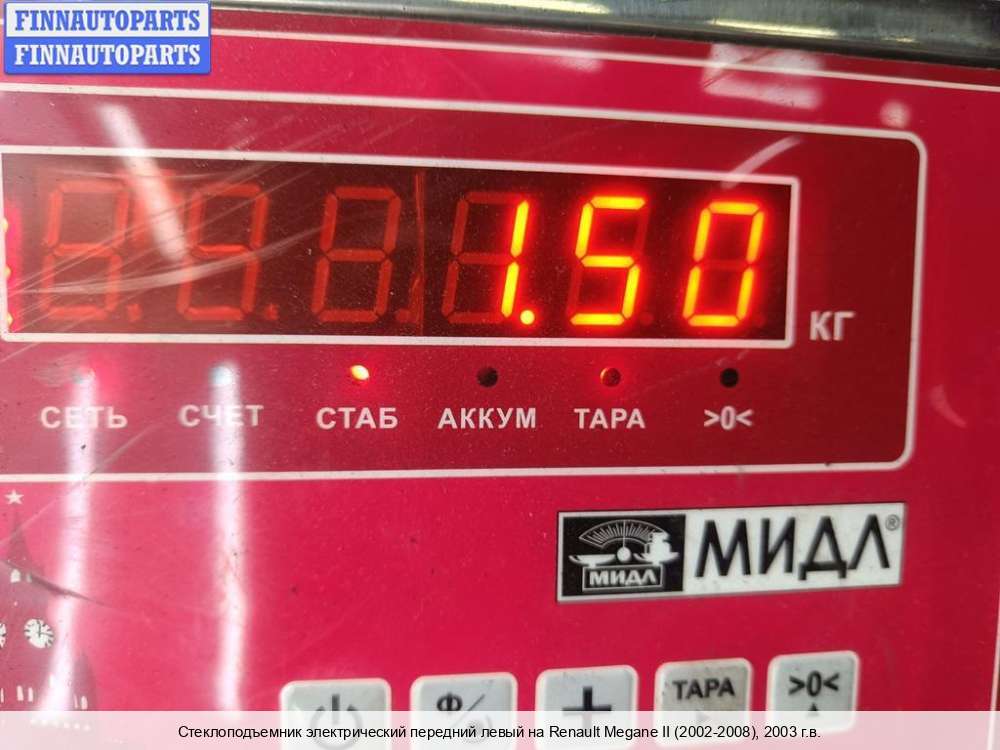 FINNAUTOPARTS
FINNAUTOPARTS
1.50
КГ
СЕТЬ СЧЕТ СТАБ АККУМ ТАРА >0<
МИДЛ
МИДЛ®
Ф/
+
ТАРА
>0<
Стеклоподъемник электрический передний левый на Renault Megane II (2002-2008), 2003 г.в.